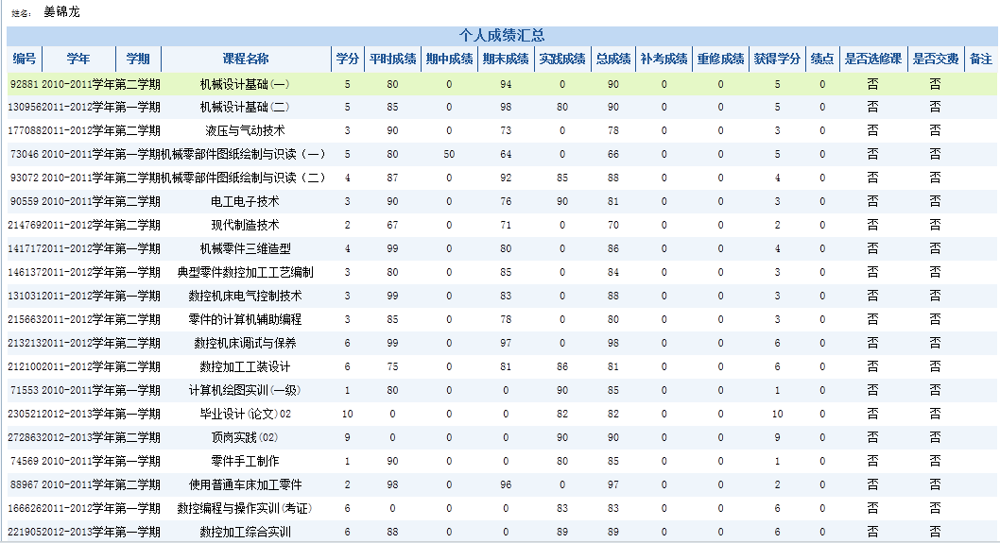 姓名： 姜锦龙
个人成绩汇总
编号 学年 学期 课程名称 学分 平时成绩 期中成绩 期末成绩 实践成绩 总成绩 补考成绩 重修成绩 获得学分 绩点 是否选修课 是否交费 备注
92881 2010-2011学年 第二学期 机械设计基础(一) 5 80 0 94 0 90 0 0 5 0 否 否
130956 2011-2012学年 第一学期 机械设计基础(二) 5 85 0 98 80 90 0 0 5 0 否 否
177088 2011-2012学年 第二学期 液压与气动技术 3 90 0 73 0 78 0 0 3 0 否 否
73046 2010-2011学年 第一学期 机械零部件图纸绘制与识读（一） 5 80 50 64 0 66 0 0 5 0 否 否
93072 2010-2011学年 第二学期 机械零部件图纸绘制与识读（二） 4 87 0 92 85 88 0 0 4 0 否 否
90559 2010-2011学年 第二学期 电工电子技术 3 90 0 76 90 81 0 0 3 0 否 否
214769 2011-2012学年 第二学期 现代制造技术 2 67 0 71 0 70 0 0 2 0 否 否
141717 2011-2012学年 第一学期 机械零件三维造型 4 99 0 80 0 86 0 0 4 0 否 否
146137 2011-2012学年 第一学期 典型零件数控加工工艺编制 3 80 0 85 0 84 0 0 3 0 否 否
131031 2011-2012学年 第一学期 数控机床电气控制技术 3 99 0 83 0 88 0 0 3 0 否 否
215663 2011-2012学年 第二学期 零件的计算机辅助编程 3 85 0 78 0 80 0 0 3 0 否 否
213213 2011-2012学年 第二学期 数控机床调试与保养 6 99 0 97 0 98 0 0 6 0 否 否
212100 2011-2012学年 第二学期 数控加工工装设计 6 75 0 81 86 81 0 0 6 0 否 否
71553 2010-2011学年 第一学期 计算机绘图实训(一级) 1 80 0 0 90 85 0 0 1 0 否 否
230521 2012-2013学年 第一学期 毕业设计(论文)02 10 0 0 0 82 82 0 0 10 0 否 否
272863 2012-2013学年 第二学期 顶岗实践(02) 9 0 0 0 90 90 0 0 9 0 否 否
74569 2010-2011学年 第一学期 零件手工制作 1 90 0 0 80 85 0 0 1 0 否 否
88967 2010-2011学年 第二学期 使用普通车床加工零件 2 98 0 96 0 97 0 0 2 0 否 否
166626 2011-2012学年 第一学期 数控编程与操作实训(考证) 6 0 0 0 83 83 0 0 6 0 否 否
221905 2012-2013学年 第一学期 数控加工综合实训 6 88 0 0 89 89 0 0 6 0 否 否